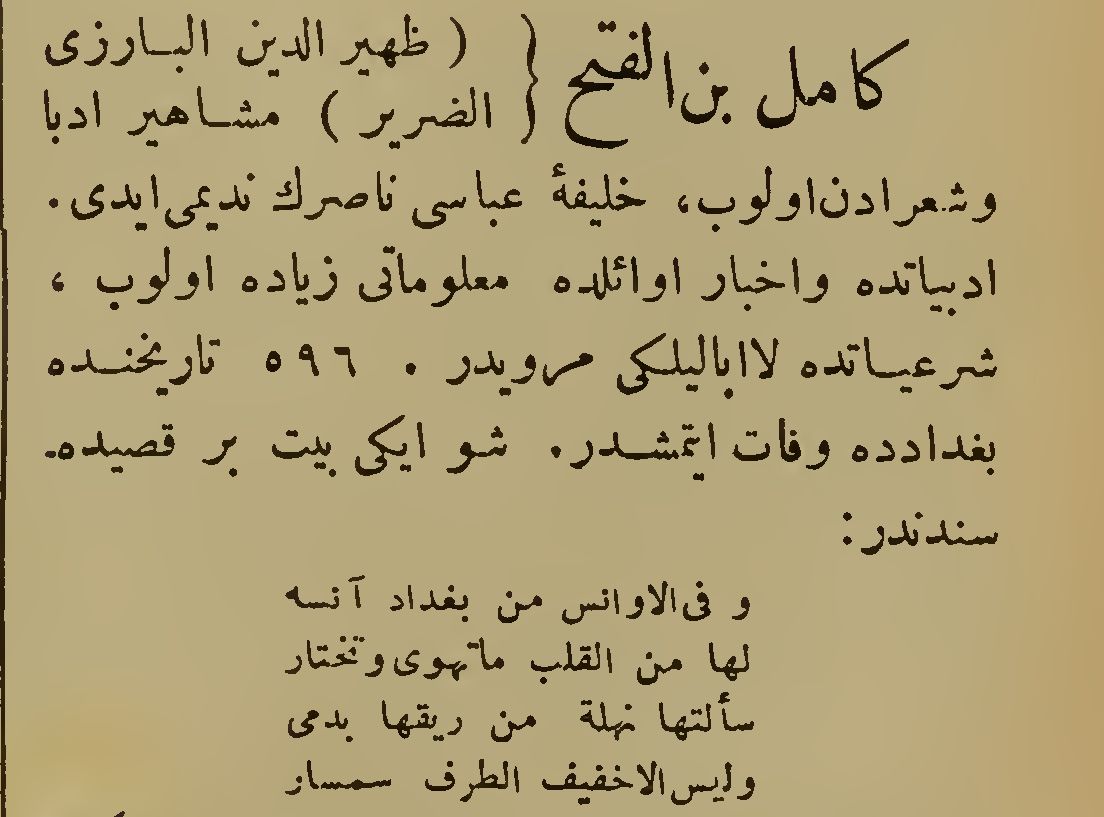 كامل بن الفتح { ( ظهير الدين البارزى
الضرير ) مشاهير ادبا
وشعرادن اولوب، خليفۀ عباسى ناصرك نديمى ايدى.
ادبياتده واخبار اوائلده معلوماتى زياده اولوب ،
شرعياتده لااباليلكى مرويدر . ٥٩٦ تاريخنده
بغدادده وفات ايتمشدر. شو ايكى بيت بر قصيده‌-
سندندر:
و فى الاوانس من بغداد آنسه
لها من القلب ماتهوى وتختار
سألتها نهلة من ريقها بدمى
وليس الاخفيف الطرف سمسار